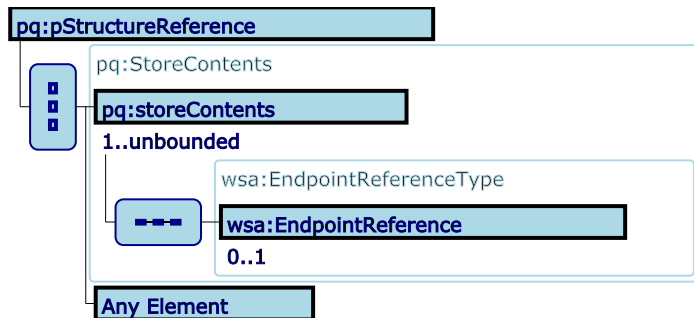 pq:pStructureReference
pq:StoreContents
pq:storeContents
1..unbounded
wsa:EndpointReferenceType
wsa:EndpointReference
0..1
Any Element